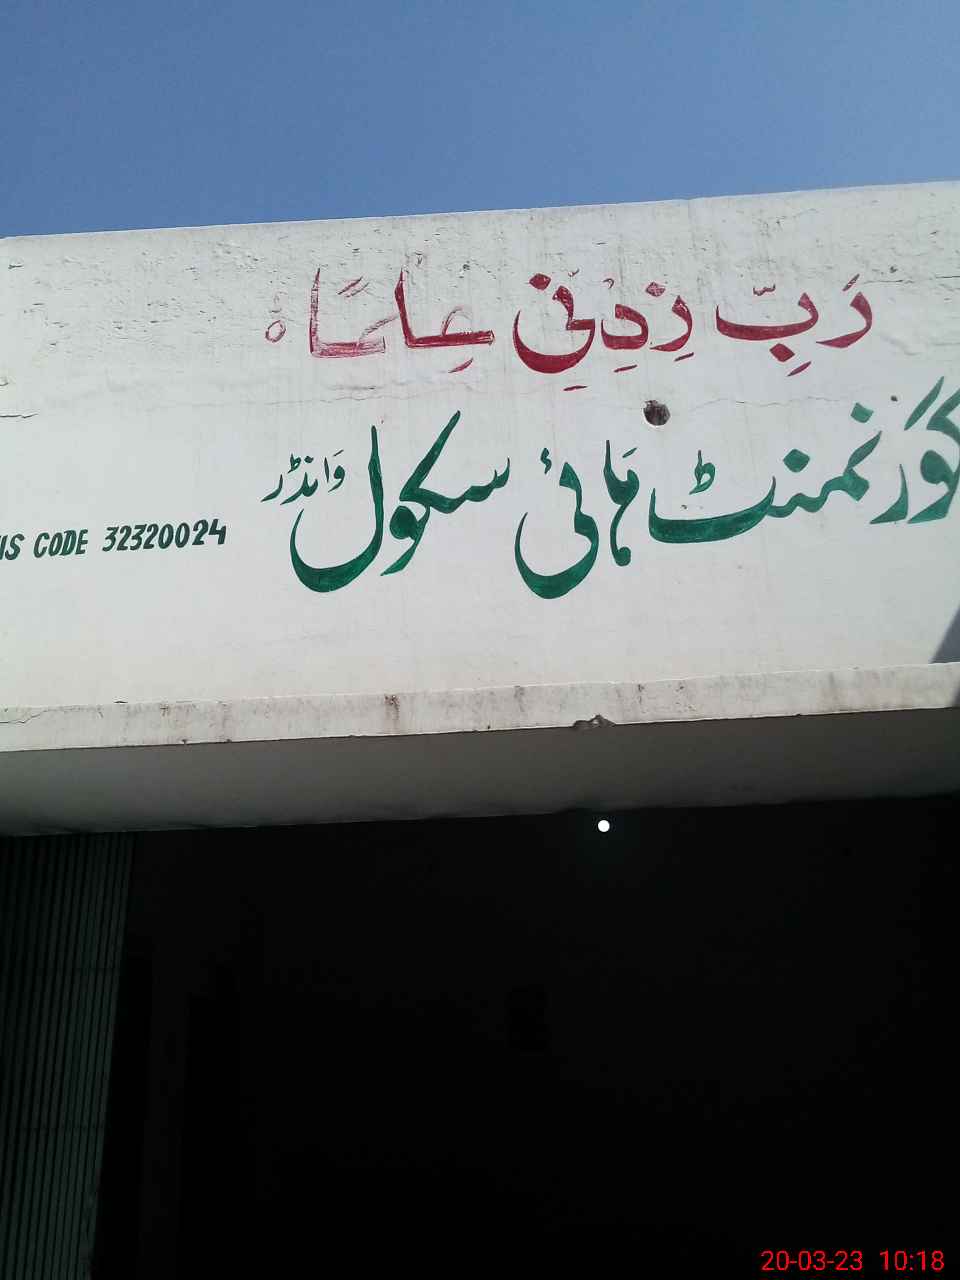 رَبِّ زِدْنِي عِلْمًا
گورنمنٹ ہائی سکول وانڈر
IS CODE 32320024
20-03-23 10:18